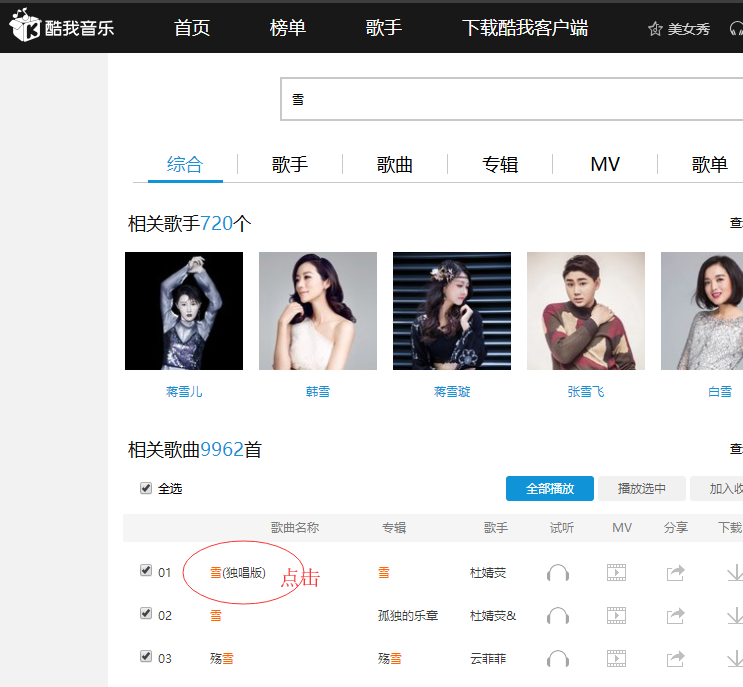 酷我音乐 首页 榜单 歌手 下载酷我客户端 美女秀
雪
综合 歌手 歌曲 专辑 MV 歌单
相关歌手720个
蒋雪儿 韩雪 蒋雪璇 张雪飞 白雪
相关歌曲9962首
全选 全部播放 播放选中 加入收
歌曲名称 专辑 歌手 试听 MV 分享 下载
01 雪(独唱版) 点击 雪 杜婧荧
02 雪 孤独的乐章 杜婧荧&
03 殇雪 殇雪 云菲菲